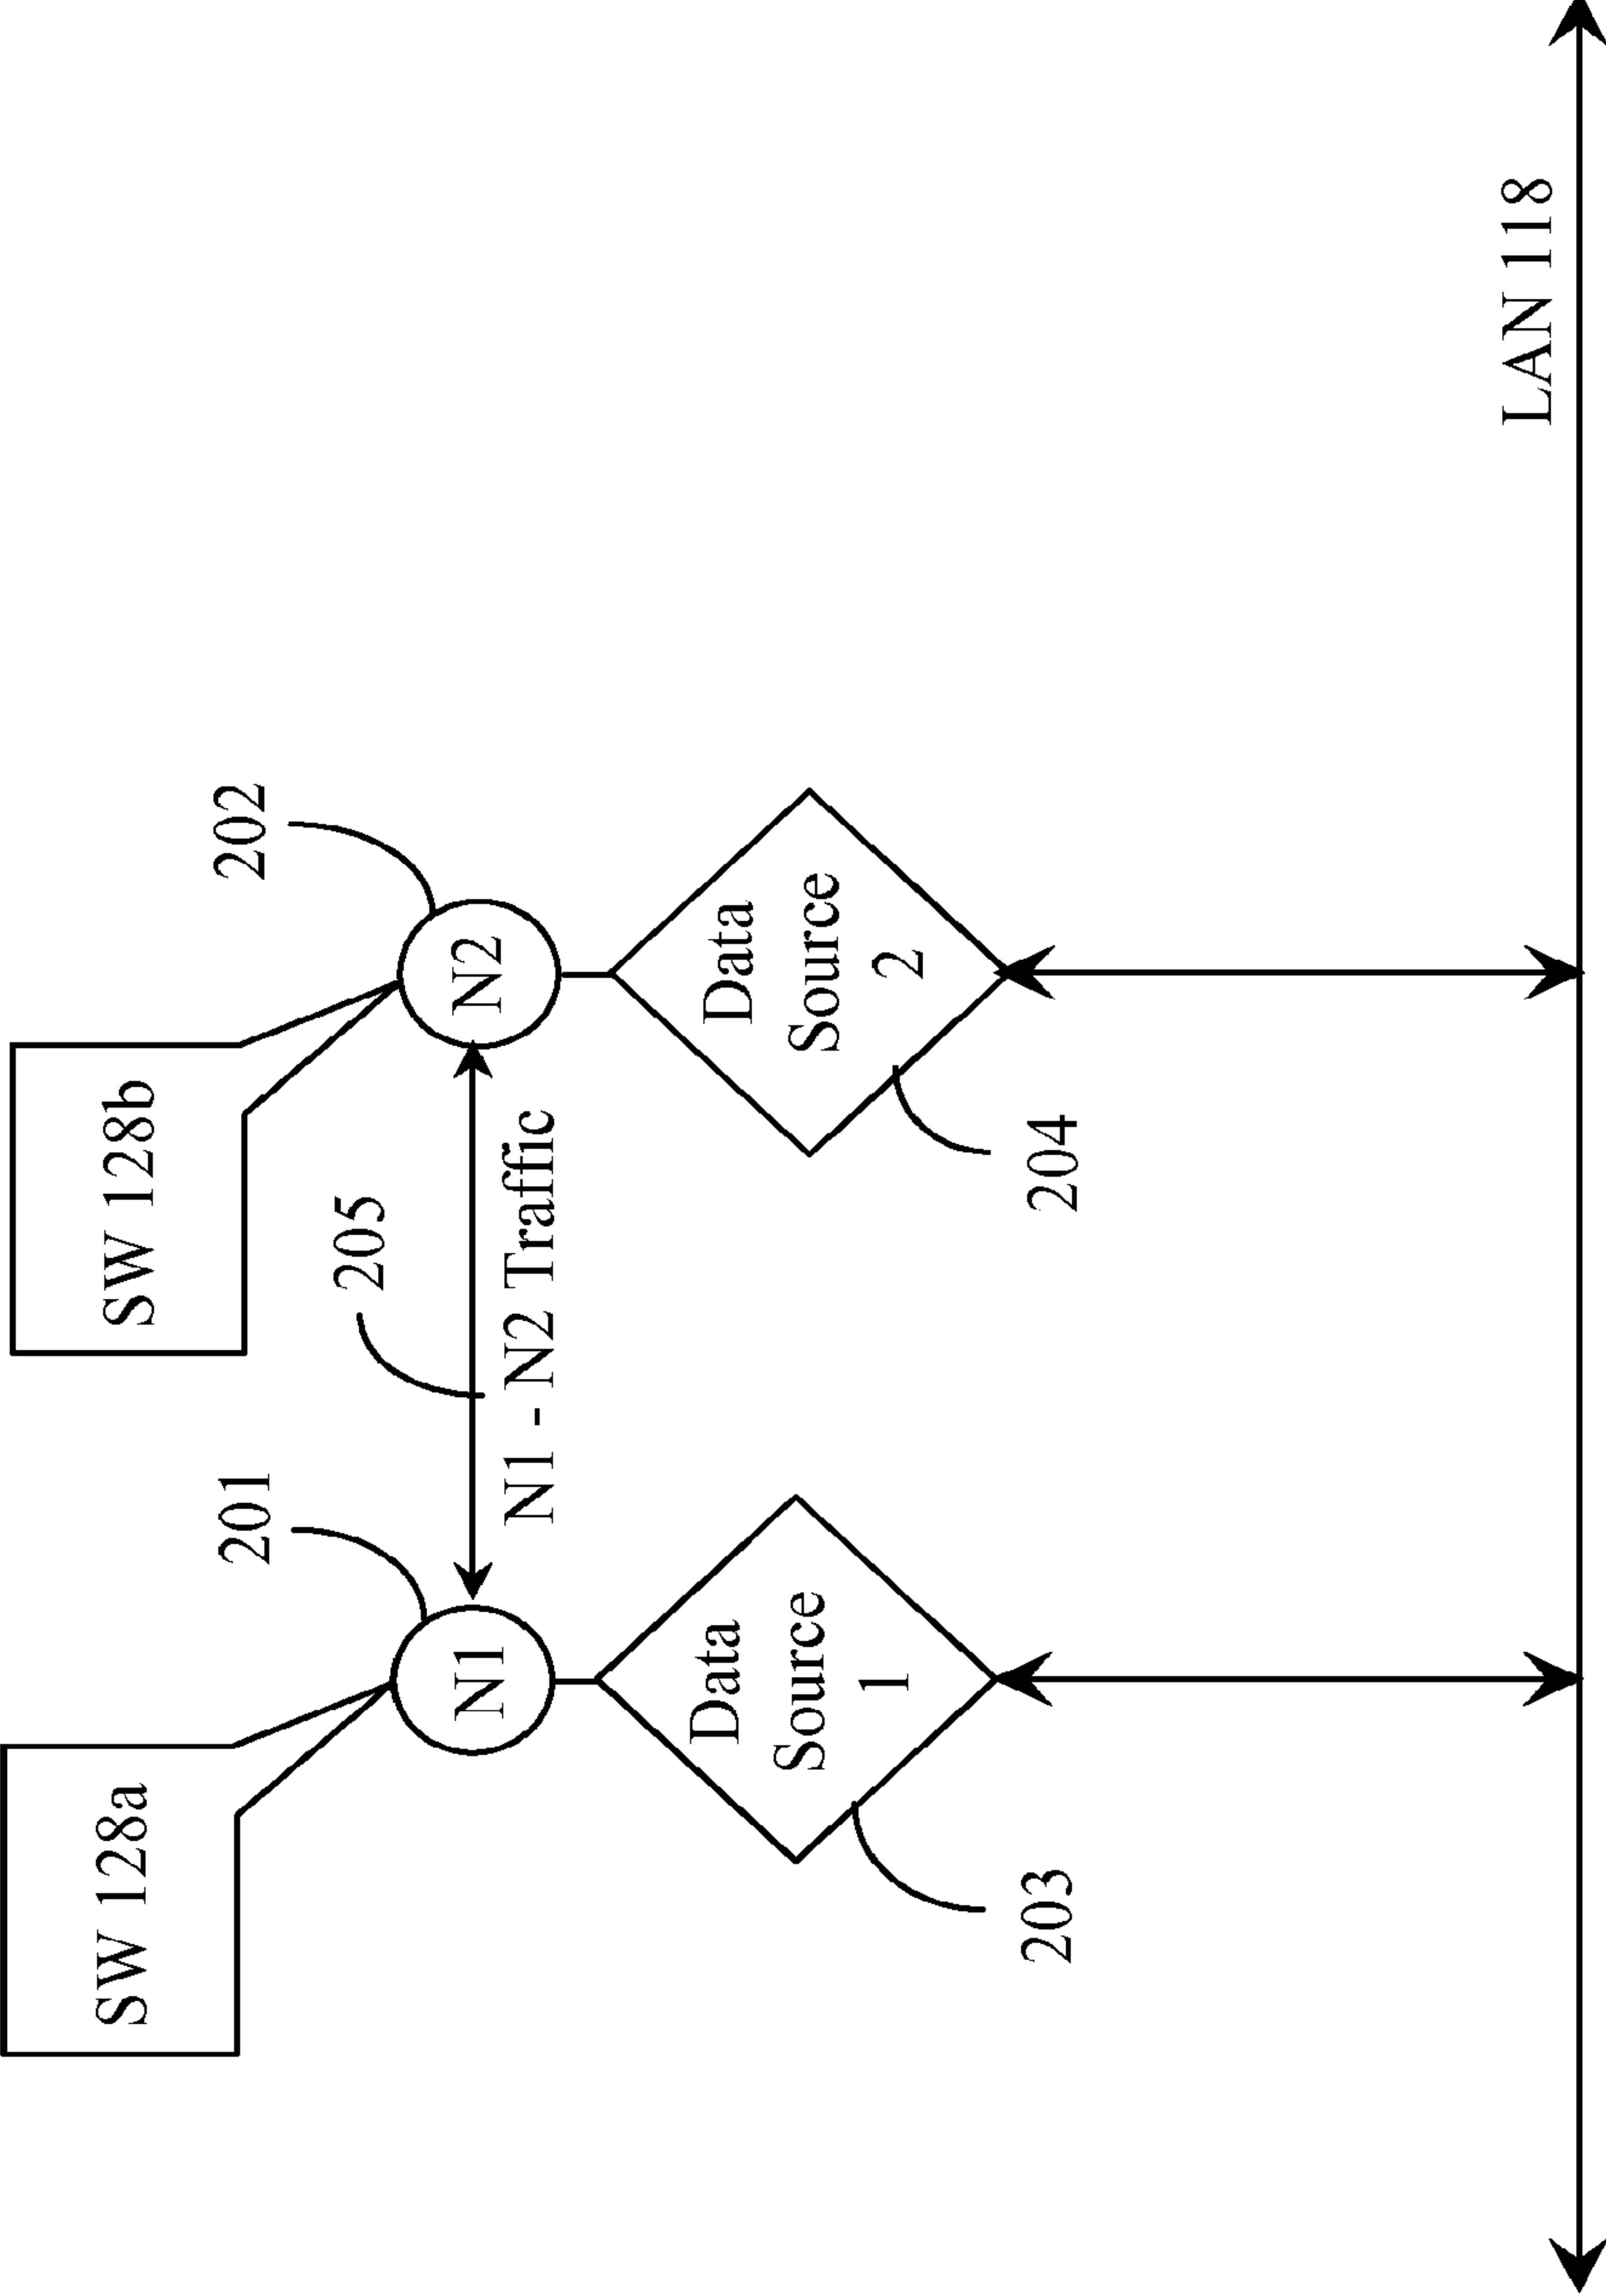 SW 128a
SW 128b
201
202
205
N1
N2
N1 - N2 Traffic
Data
Source
1
Data
Source
2
203
204
LAN 118